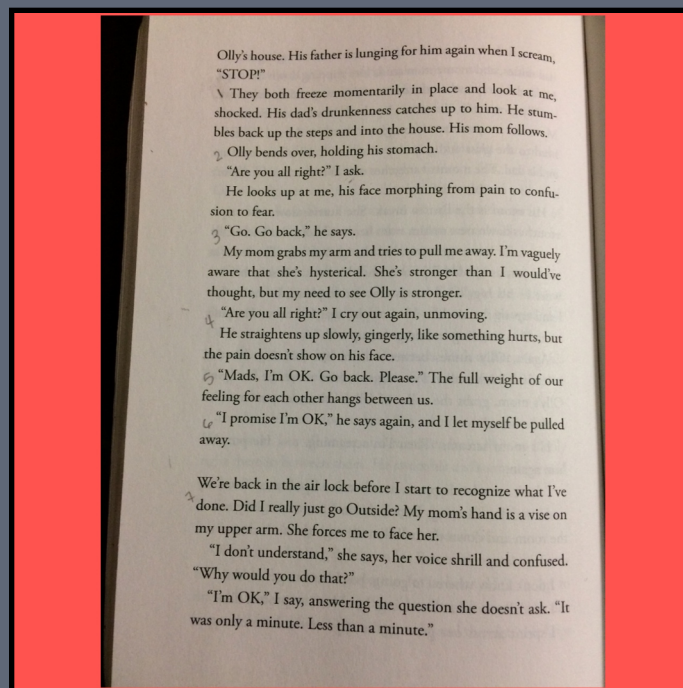 Olly's house. His father is lunging for him again when I scream,
"STOP!"
\ They both freeze momentarily in place and look at me,
shocked. His dad's drunkenness catches up to him. He stum-
bles back up the steps and into the house. His mom follows.
2 Olly bends over, holding his stomach.
"Are you all right?" I ask.
He looks up at me, his face morphing from pain to confu-
sion to fear.
3 "Go. Go back," he says.
My mom grabs my arm and tries to pull me away. I'm vaguely
aware that she's hysterical. She's stronger than I would've
thought, but my need to see Olly is stronger.
4 "Are you all right?" I cry out again, unmoving.
He straightens up slowly, gingerly, like something hurts, but
the pain doesn't show on his face.
5 "Mads, I'm OK. Go back. Please." The full weight of our
feeling for each other hangs between us.
6 "I promise I'm OK," he says again, and I let myself be pulled
away.
We're back in the air lock before I start to recognize what I've
7 done. Did I really just go Outside? My mom's hand is a vise on
my upper arm. She forces me to face her.
"I don't understand," she says, her voice shrill and confused.
"Why would you do that?"
"I'm OK," I say, answering the question she doesn't ask. "It
was only a minute. Less than a minute."